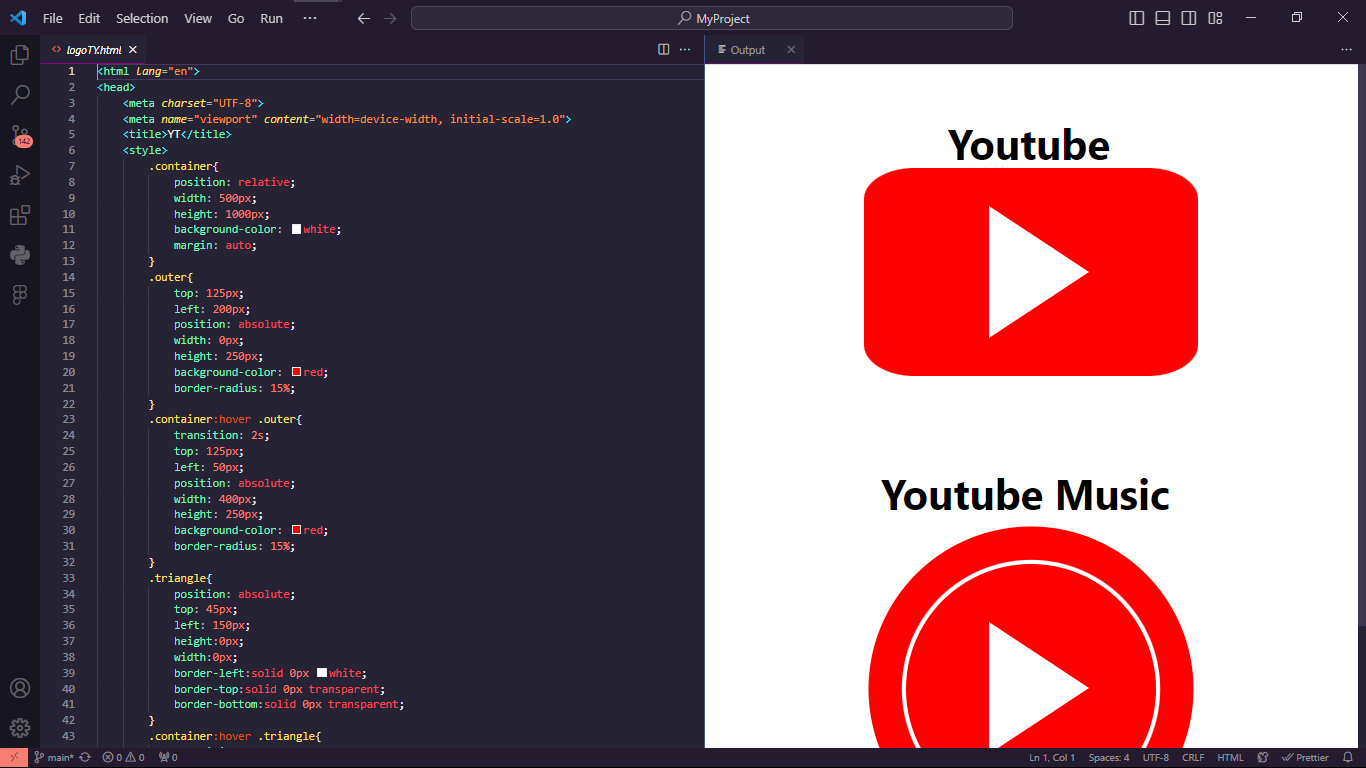 File Edit Selection View Go Run ··· MyProject
logoTY.html
Output
1 <html lang="en">
2 <head>
3 <meta charset="UTF-8">
4 <meta name="viewport" content="width=device-width, initial-scale=1.0">
5 <title>YT</title>
6 <style>
7 .container{
8 position: relative;
9 width: 500px;
10 height: 1000px;
11 background-color: white;
12 margin: auto;
13 }
14 .outer{
15 top: 125px;
16 left: 200px;
17 position: absolute;
18 width: 0px;
19 height: 250px;
20 background-color: red;
21 border-radius: 15%;
22 }
23 .container:hover .outer{
24 transition: 2s;
25 top: 125px;
26 left: 50px;
27 position: absolute;
28 width: 400px;
29 height: 250px;
30 background-color: red;
31 border-radius: 15%;
32 }
33 .triangle{
34 position: absolute;
35 top: 45px;
36 left: 150px;
37 height:0px;
38 width:0px;
39 border-left:solid 0px white;
40 border-top:solid 0px transparent;
41 border-bottom:solid 0px transparent;
42 }
43 .container:hover .triangle{
142
Youtube
Youtube Music
main* 0 0 0 Ln 1, Col 1 Spaces: 4 UTF-8 CRLF HTML Prettier